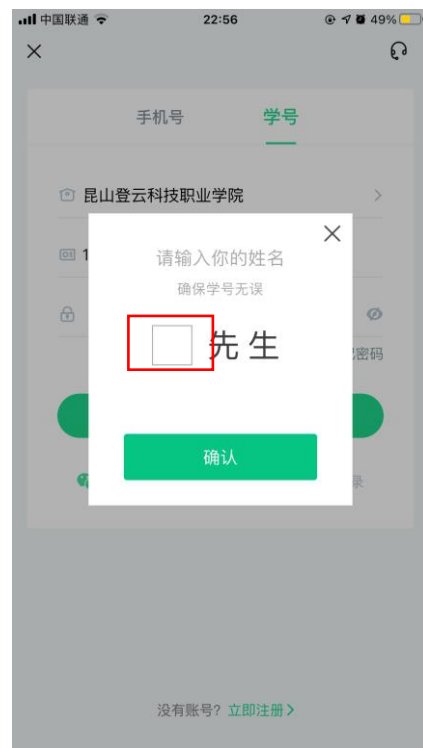 中国联通 22:56 49%
手机号 学号
昆山登云科技职业学院
1
请输入你的姓名
确保学号无误
先生
密码
确认
录
没有账号? 立即注册